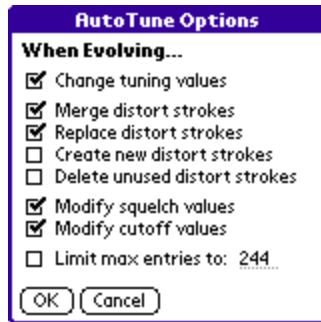 AutoTune Options
When Evolving...
Change tuning values
Merge distort strokes
Replace distort strokes
Create new distort strokes
Delete unused distort strokes
Modify squelch values
Modify cutoff values
Limit max entries to: 244
OK Cancel